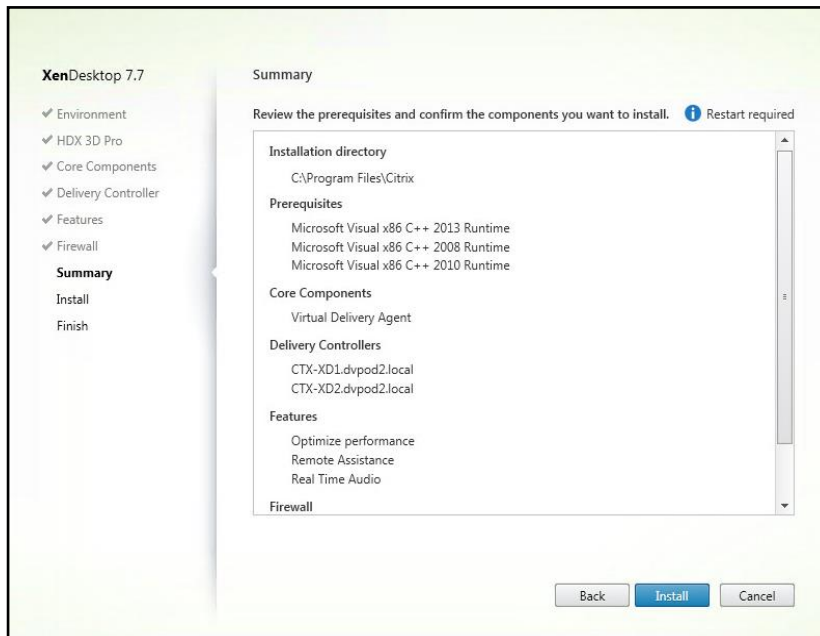 XenDesktop 7.7
Environment
HDX 3D Pro
Core Components
Delivery Controller
Features
Firewall
Summary
Install
Finish
Summary
Review the prerequisites and confirm the components you want to install.
Restart required
Installation directory
C:\Program Files\Citrix
Prerequisites
Microsoft Visual x86 C++ 2013 Runtime
Microsoft Visual x86 C++ 2008 Runtime
Microsoft Visual x86 C++ 2010 Runtime
Core Components
Virtual Delivery Agent
Delivery Controllers
CTX-XD1.dvpod2.local
CTX-XD2.dvpod2.local
Features
Optimize performance
Remote Assistance
Real Time Audio
Firewall
Back
Install
Cancel